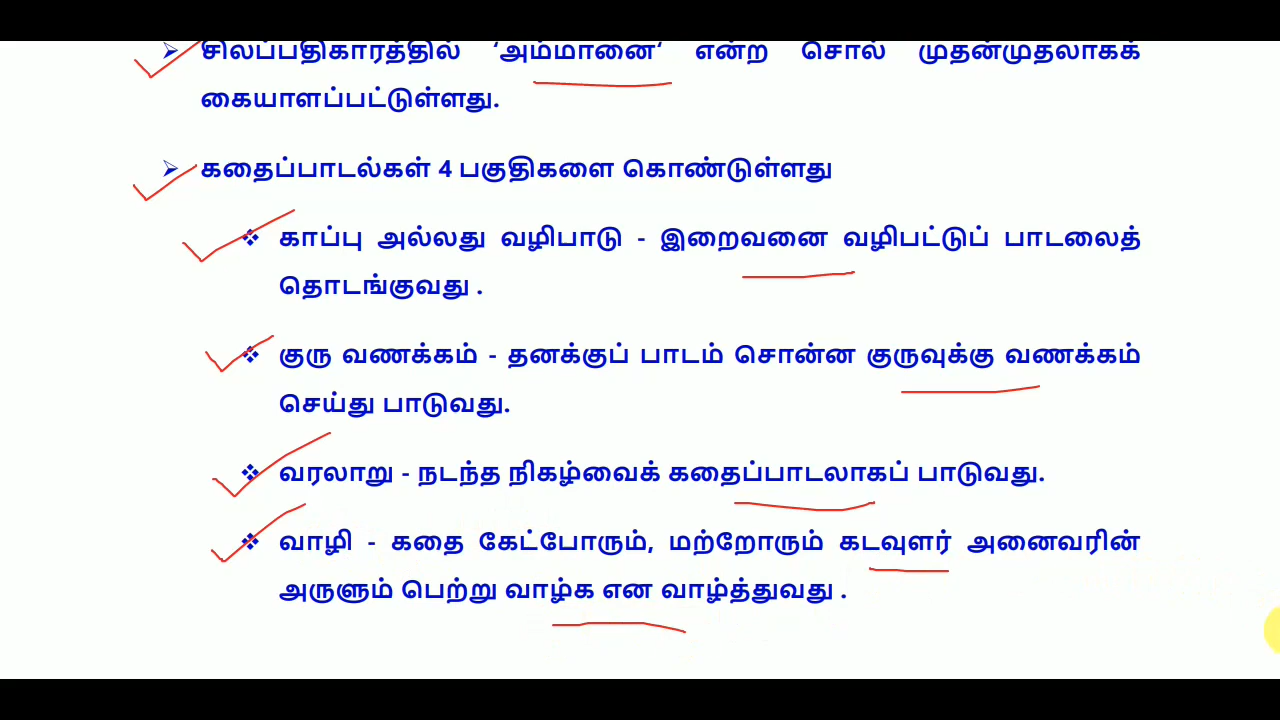 சிலப்பதிகாரத்தில் ‘அம்மானை‘ என்ற சொல் முதன்முதலாகக்
கையாளப்பட்டுள்ளது.
கதைப்பாடல்கள் 4 பகுதிகளை கொண்டுள்ளது
காப்பு அல்லது வழிபாடு - இறைவனை வழிபட்டுப் பாடலைத்
தொடங்குவது .
குரு வணக்கம் - தனக்குப் பாடம் சொன்ன குருவுக்கு வணக்கம்
செய்து பாடுவது.
வரலாறு - நடந்த நிகழ்வைக் கதைப்பாடலாகப் பாடுவது.
வாழி - கதை கேட்போரும், மற்றோரும் கடவுளர் அனைவரின்
அருளும் பெற்று வாழ்க என வாழ்த்துவது .